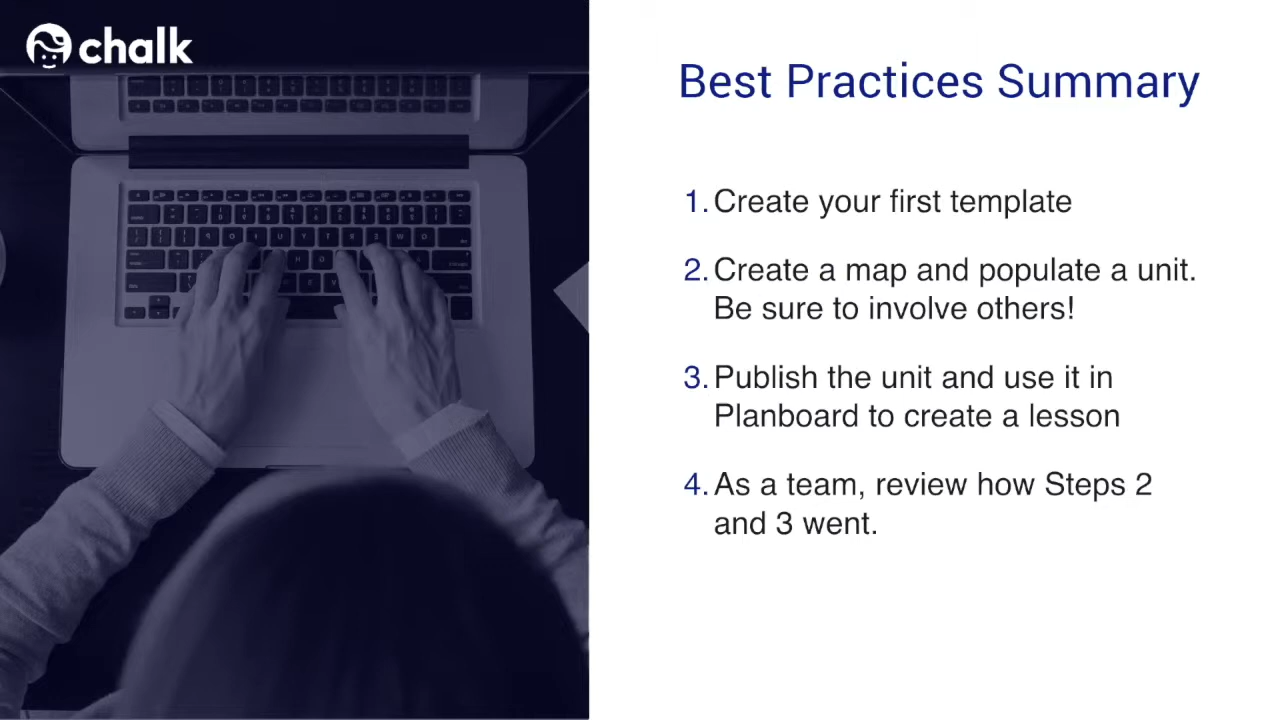 chalk
Best Practices Summary
1. Create your first template
2. Create a map and populate a unit.
Be sure to involve others!
3. Publish the unit and use it in
Planboard to create a lesson
4. As a team, review how Steps 2
and 3 went.